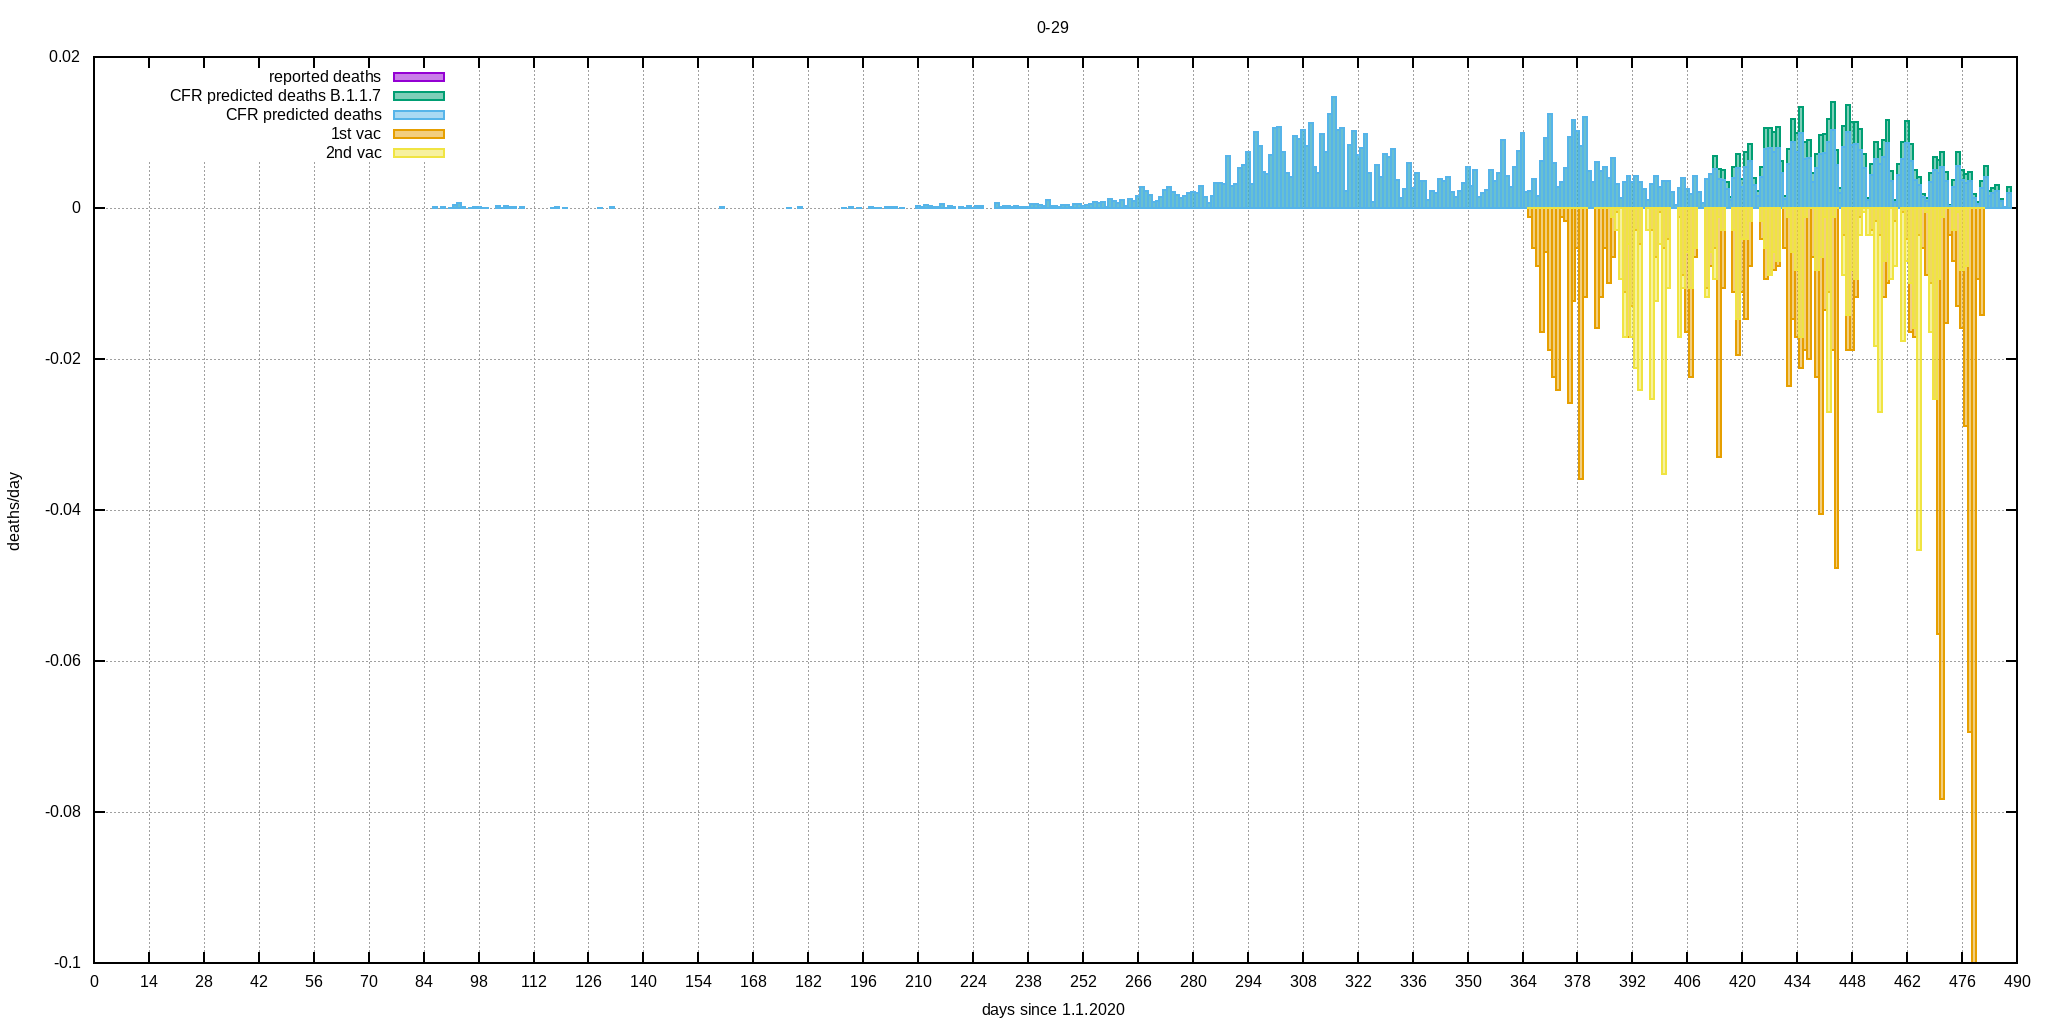 0-29
0.02
0
-0.02
-0.04
-0.06
-0.08
-0.1
deaths/day
reported deaths
CFR predicted deaths B.1.1.7
CFR predicted deaths
1st vac
2nd vac
0 14 28 42 56 70 84 98 112 126 140 154 168 182 196 210 224 238 252 266 280 294 308 322 336 350 364 378 392 406 420 434 448 462 476 490
days since 1.1.2020